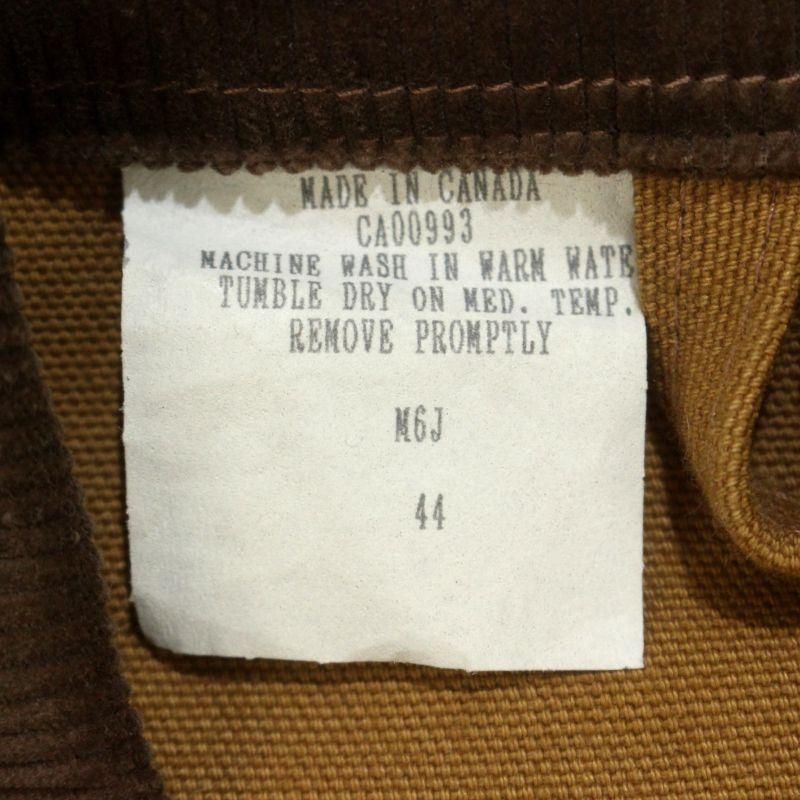 MADE IN CANADA
CA00993
MACHINE WASH IN WARM WATE
TUMBLE DRY ON MED. TEMP.
REMOVE PROMPTLY
M6J
44